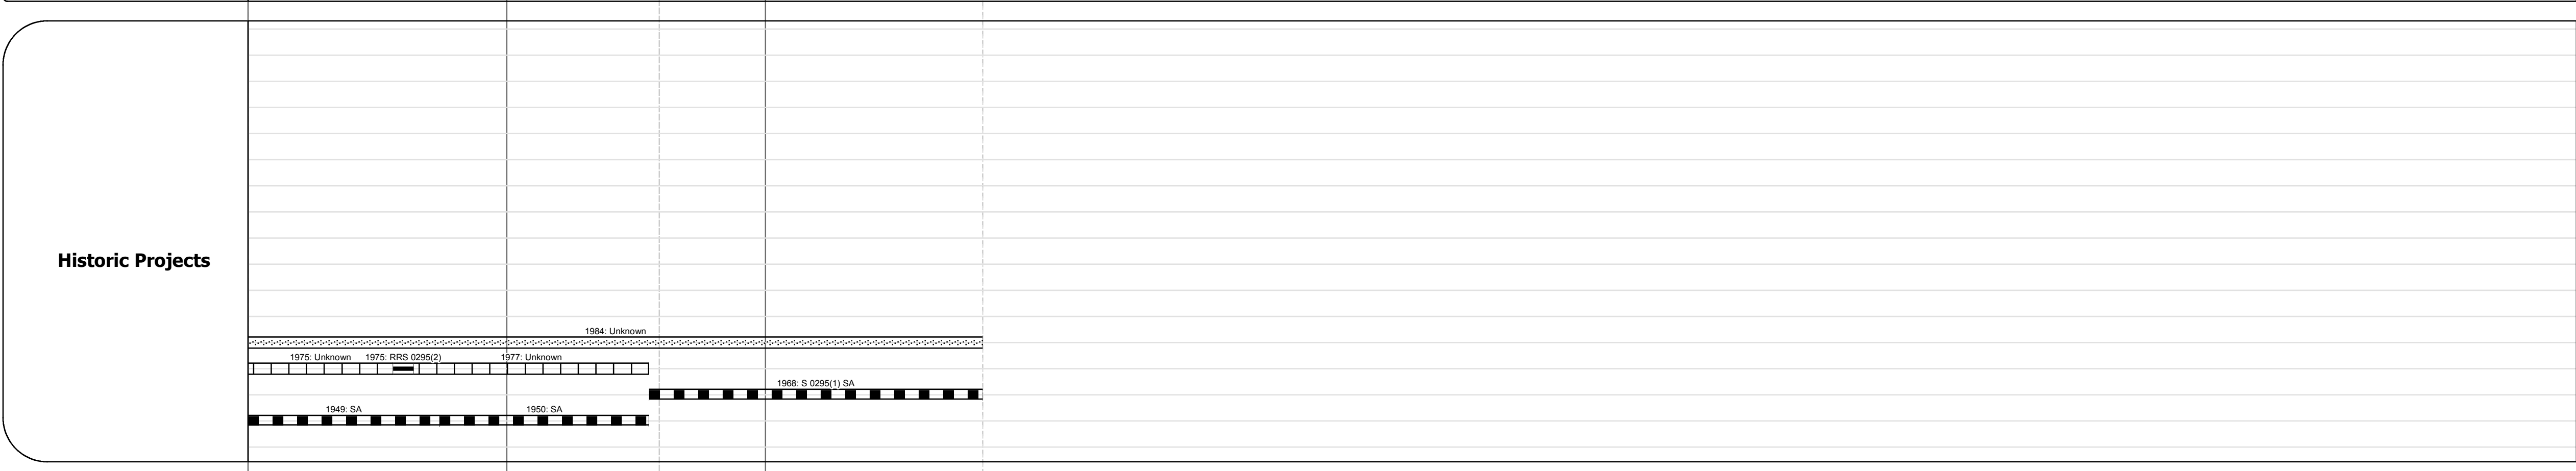 Historic Projects
1984: Unknown
1975: Unknown
1975: RRS 0295(2)
1977: Unknown
1968: S 0295(1) SA
1949: SA
1950: SA